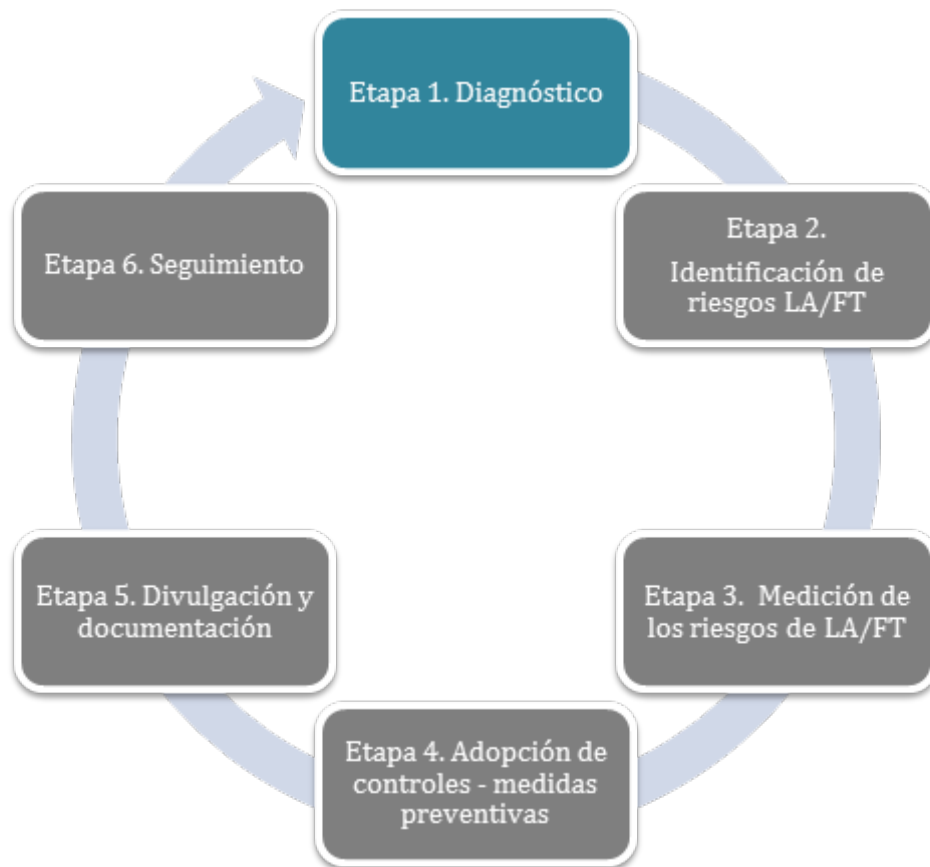 Etapa 1. Diagnóstico
Etapa 2.
Identificación de
riesgos LA/FT
Etapa 3.  Medición de
los riesgos de LA/FT
Etapa 4. Adopción de
controles - medidas
preventivas
Etapa 5. Divulgación y
documentación
Etapa 6. Seguimiento